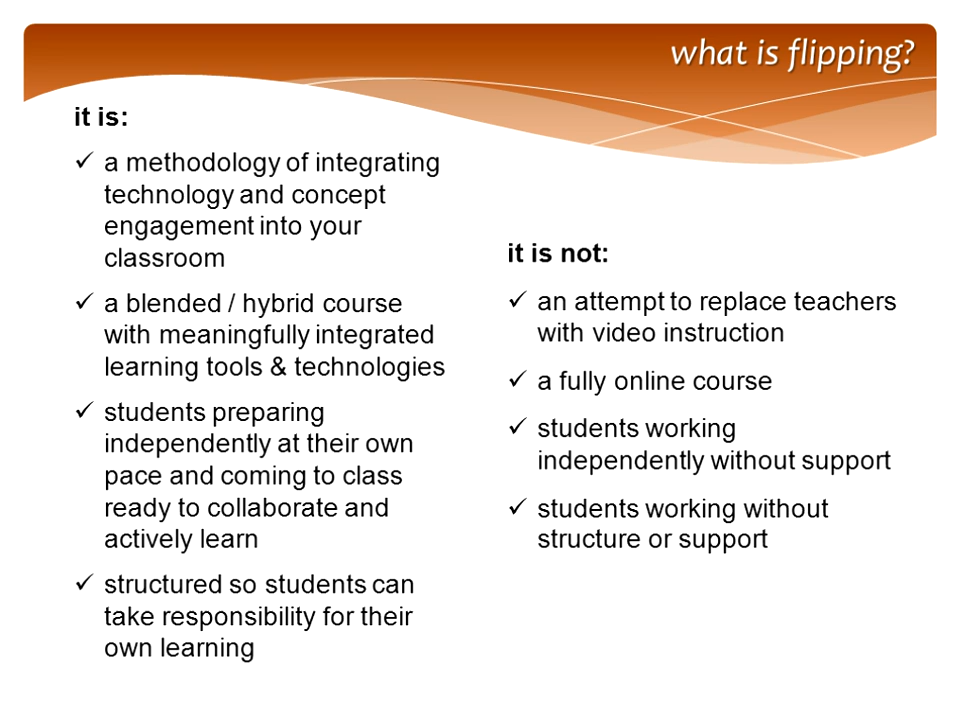 what is flipping?
it is:
✓ a methodology of integrating
technology and concept
engagement into your
classroom
✓ a blended / hybrid course
with meaningfully integrated
learning tools & technologies
✓ students preparing
independently at their own
pace and coming to class
ready to collaborate and
actively learn
✓ structured so students can
take responsibility for their
own learning
it is not:
✓ an attempt to replace teachers
with video instruction
✓ a fully online course
✓ students working
independently without support
✓ students working without
structure or support